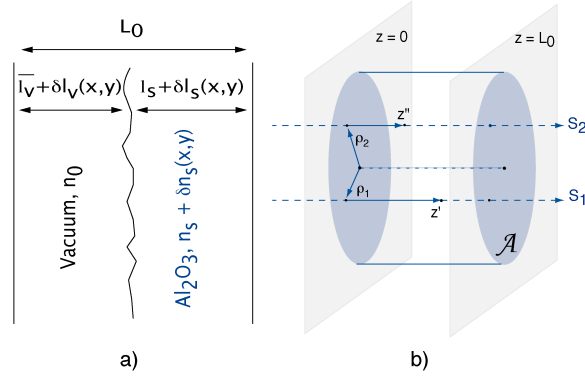 L₀
l̅ᵥ+δlᵥ(x,y)
lₛ+δlₛ(x,y)
Vacuum, n₀
Al₂O₃, nₛ + δnₛ(x,y)
a)
z = 0
z = L₀
z"
S₂
ρ₂
ρ₁
z'
S₁
𝒜
b)